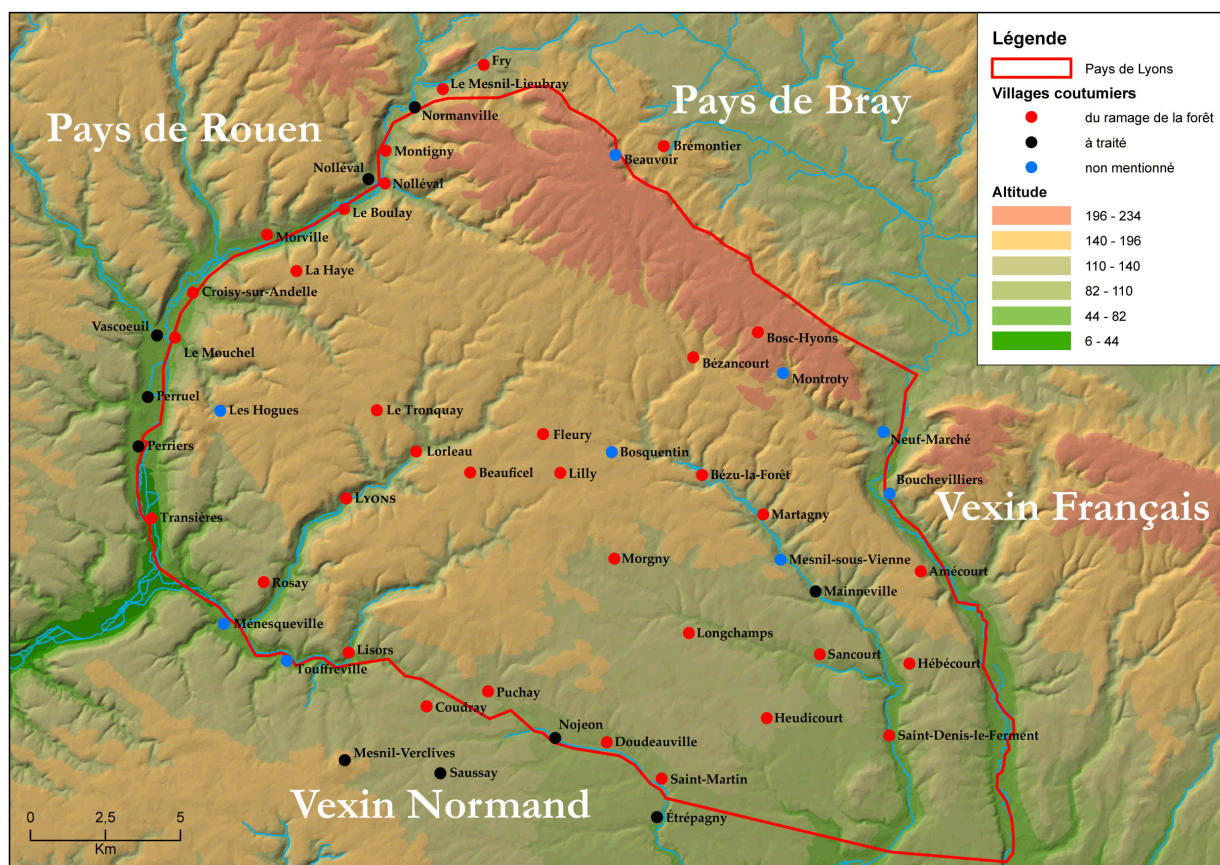 Légende
Pays de Lyons
Villages coutumiers
du ramage de la forêt
à traité
non mentionné
Altitude
196 - 234
140 - 196
110 - 140
82 - 110
44 - 82
6 - 44
Pays de Rouen
Pays de Bray
Fry
Le Mesnil-Lieubray
Normanville
Montigny
Brémontier
Beauvoir
Nolléval
Nolléval
Le Boulay
Morville
La Haye
Croisy-sur-Andelle
Vascoeuil
Le Mouchel
Bosc-Hyons
Bézancourt
Montroty
Perruel
Les Hogues
Le Tronquay
Fleury
Neuf-Marché
Perriers
Lorleau
Bosquentin
Beauficel
Lilly
Bézu-la-Forêt
Bouchevilliers
Lyons
Vexin Français
Transières
Martagny
Morgny
Mesnil-sous-Vienne
Amécourt
Rosay
Mainneville
Ménesqueville
Longchamps
Lisors
Sancourt
Touffreville
Hébécourt
Puchay
Coudray
Heudicourt
Nojeon
Doudeauville
Saint-Denis-le-Ferment
Mesnil-Verclives
Saussay
Saint-Martin
Vexin Normand
Étrépagny
0 2,5 5
Km